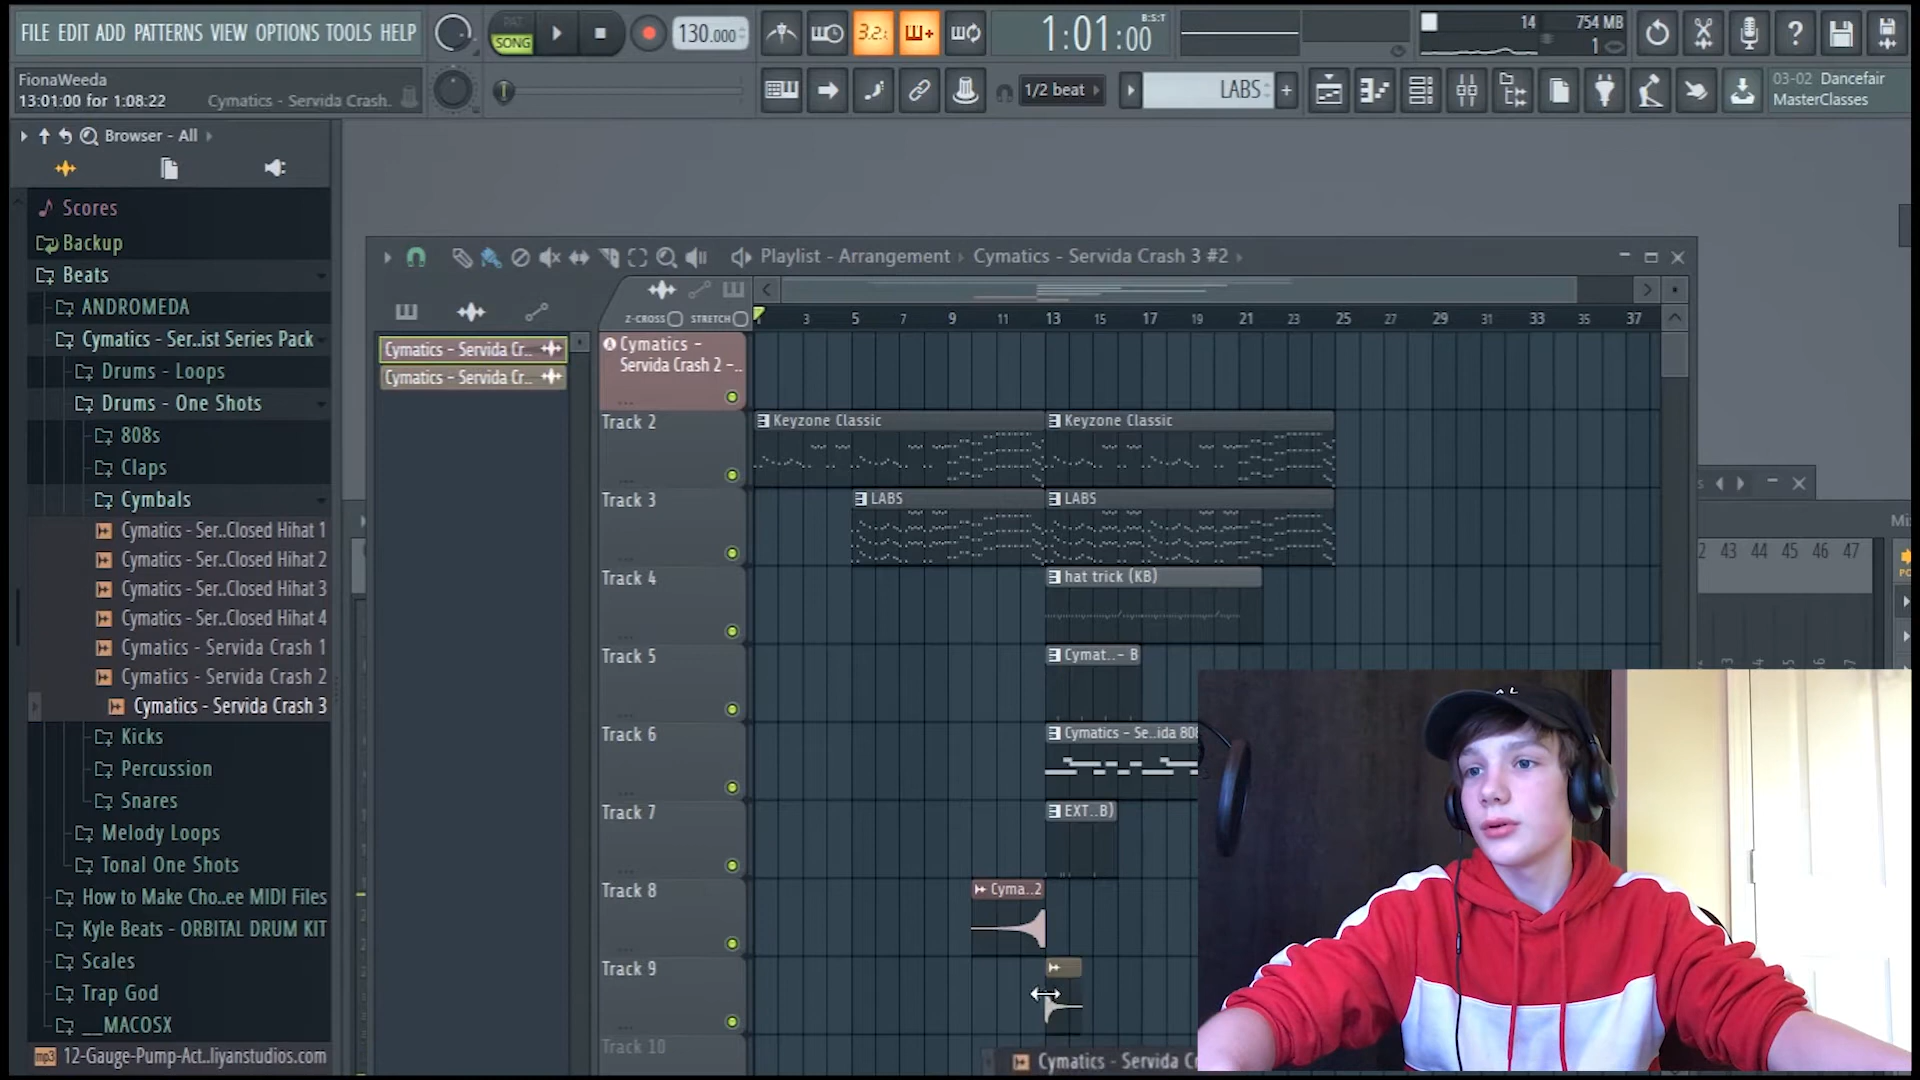 FILE EDIT ADD PATTERNS VIEW OPTIONS TOOLS HELP
PAT
SONG
130.000
3.2.
1:01:00
B:S:T
14
754 MB
1
FionaWeeda
13:01:00 for 1:08:22
Cymatics - Servida Crash.
1/2 beat
LABS
03-02 Dancefair
MasterClasses
Browser - All
Scores
Backup
Beats
ANDROMEDA
Cymatics - Ser..ist Series Pack
Drums - Loops
Drums - One Shots
808s
Claps
Cymbals
Cymatics - Ser..Closed Hihat 1
Cymatics - Ser..Closed Hihat 2
Cymatics - Ser..Closed Hihat 3
Cymatics - Ser..Closed Hihat 4
Cymatics - Servida Crash 1
Cymatics - Servida Crash 2
Cymatics - Servida Crash 3
Kicks
Percussion
Snares
Melody Loops
Tonal One Shots
How to Make Cho..ee MIDI Files
Kyle Beats - ORBITAL DRUM KIT
Scales
Trap God
__MACOSX
mp3 12-Gauge-Pump-Act..liyanstudios.com
Playlist - Arrangement › Cymatics - Servida Crash 3 #2
Z-CROSS STRETCH
3 5 7 9 11 13 15 17 19 21 23 25 27 29 31 33 35 37
Cymatics - Servida Cr..
Cymatics - Servida Cr..
Cymatics -
Servida Crash 2 -..
Track 2
Keyzone Classic
Keyzone Classic
Track 3
LABS
LABS
Track 4
hat trick (KB)
Track 5
Cymat..- B
Track 6
Cymatics - Se..ida 808
Track 7
EXT..B)
Track 8
Cyma..2
Track 9
Track 10
Cymatics - Servida Cr
2 43 44 45 46 47